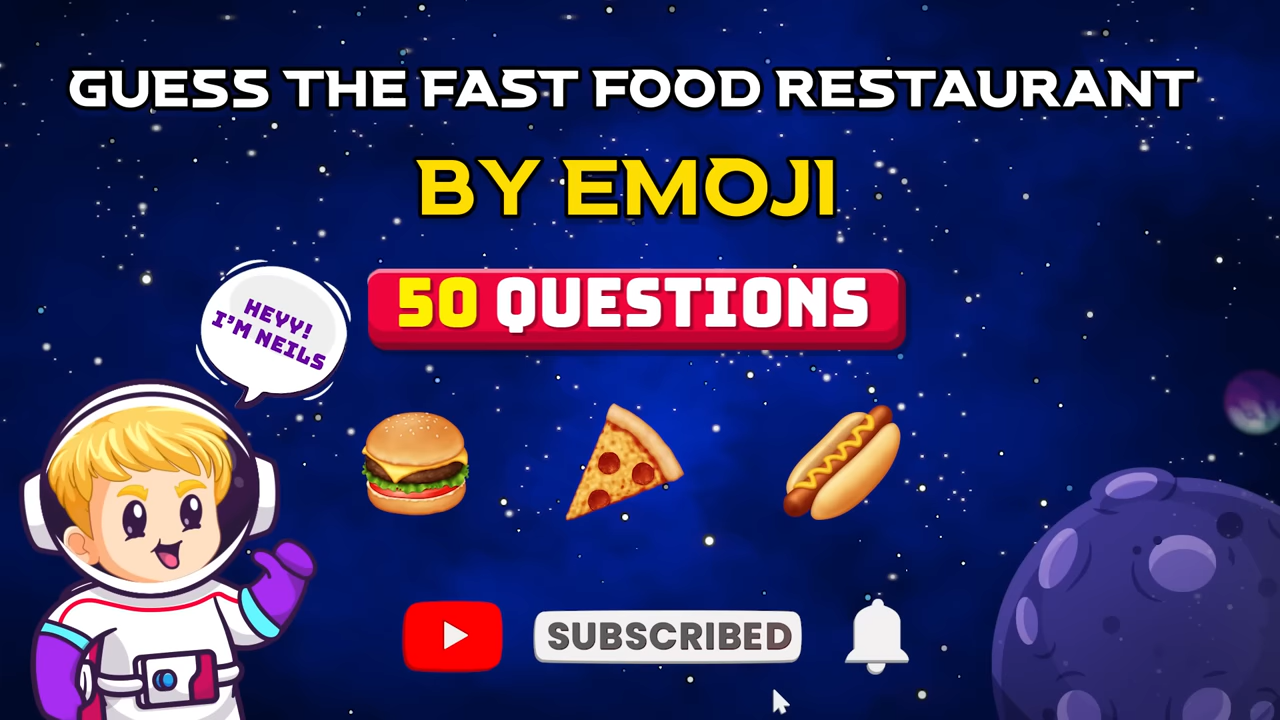 GUESS THE FAST FOOD RESTAURANT
BY EMOJI
50 QUESTIONS
HEYY!
I'M NEILS
SUBSCRIBED